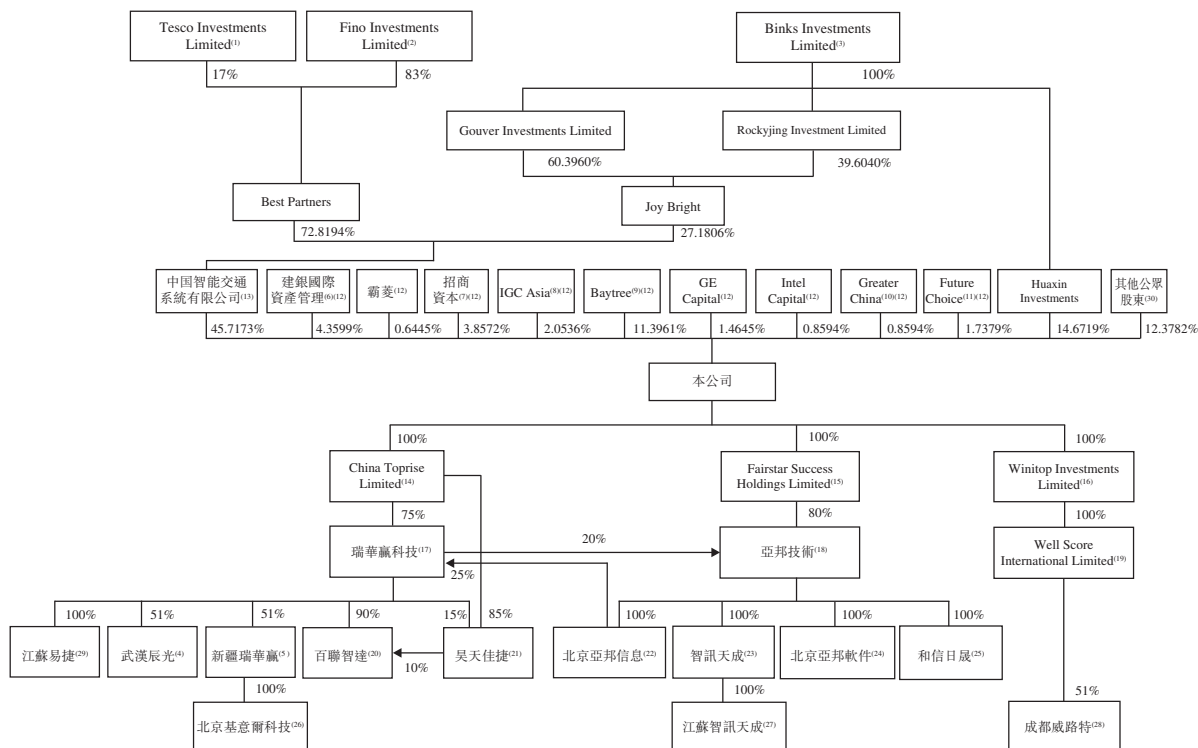 Tesco Investments
Limited(1)
Fino Investments
Limited(2)
Binks Investments
Limited(3)
17%
83%
100%
Gouver Investments Limited
Rockyjing Investment Limited
60.3960%
39.6040%
Best Partners
Joy Bright
72.8194%
27.1806%
中国智能交通
系統有限公司(13)
建銀國際
資產管理(6)(12)
霸菱(12)
招商
資本(7)(12)
IGC Asia(8)(12)
Baytree(9)(12)
GE
Capital(12)
Intel
Capital(12)
Greater
China(10)(12)
Future
Choice(11)(12)
Huaxin
Investments
其他公眾
股東(30)
45.7173%
4.3599%
0.6445%
3.8572%
2.0536%
11.3961%
1.4645%
0.8594%
0.8594%
1.7379%
14.6719%
12.3782%
本公司
100%
100%
100%
China Toprise
Limited(14)
Fairstar Success
Holdings Limited(15)
Winitop Investments
Limited(16)
75%
80%
100%
瑞華贏科技(17)
20%
亞邦技術(18)
Well Score
International Limited(19)
25%
100%
51%
51%
90%
15%
85%
100%
100%
100%
100%
江蘇易捷(29)
武漢辰光(4)
新疆瑞華贏(5)
百聯智達(20)
10%
昊天佳捷(21)
北京亞邦信息(22)
智訊天成(23)
北京亞邦軟件(24)
和信日晟(25)
100%
100%
51%
北京基意爾科技(26)
江蘇智訊天成(27)
成都威路特(28)